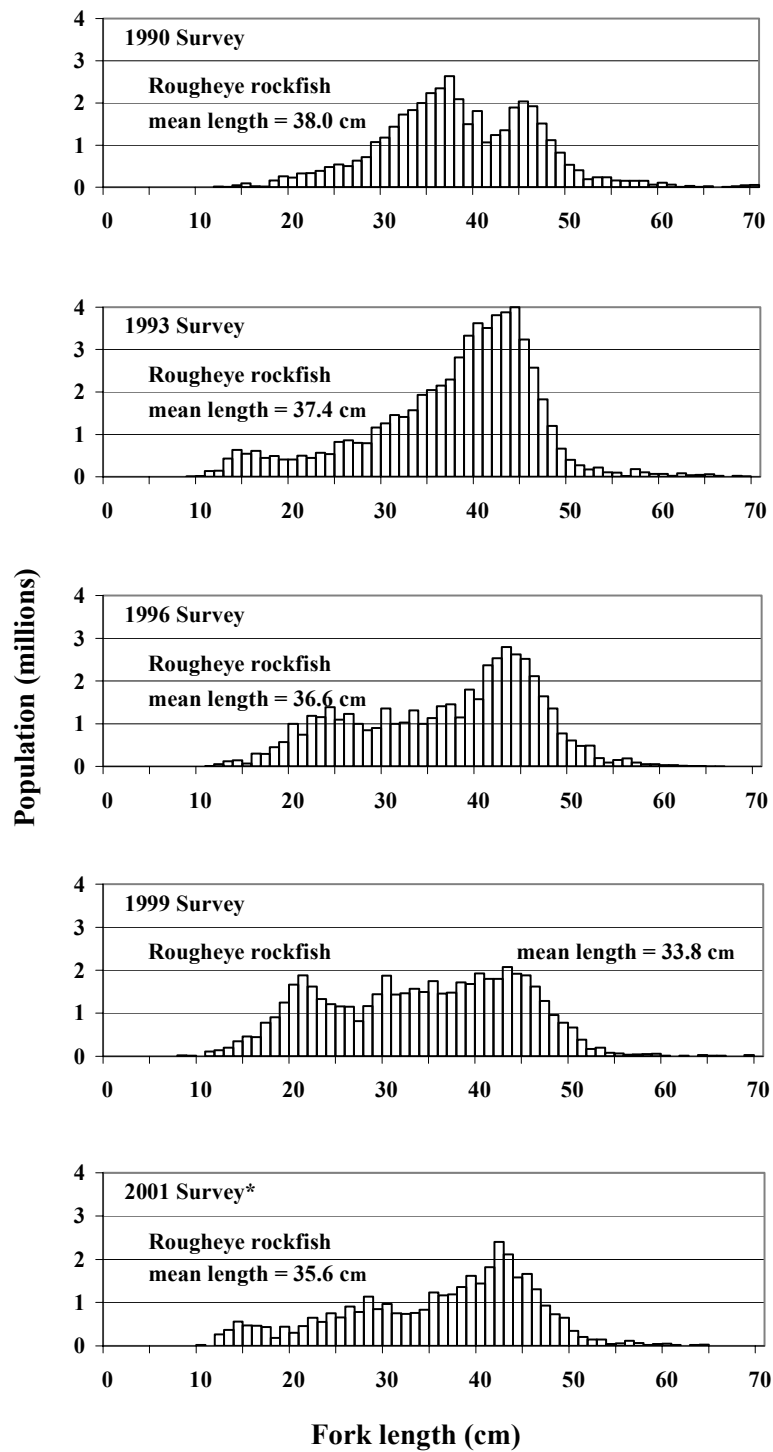 4
1990 Survey
3
Rougheye rockfish
2
mean length = 38.0 cm
1
0
0 10 20 30 40 50 60 70
4
1993 Survey
3
Rougheye rockfish
2
mean length = 37.4 cm
1
0
0 10 20 30 40 50 60 70
4
1996 Survey
3
Rougheye rockfish
2
mean length = 36.6 cm
1
0
0 10 20 30 40 50 60 70
Population (millions)
4
1999 Survey
3
Rougheye rockfish mean length = 33.8 cm
2
1
0
0 10 20 30 40 50 60 70
4
2001 Survey*
3
Rougheye rockfish
2
mean length = 35.6 cm
1
0
0 10 20 30 40 50 60 70
Fork length (cm)